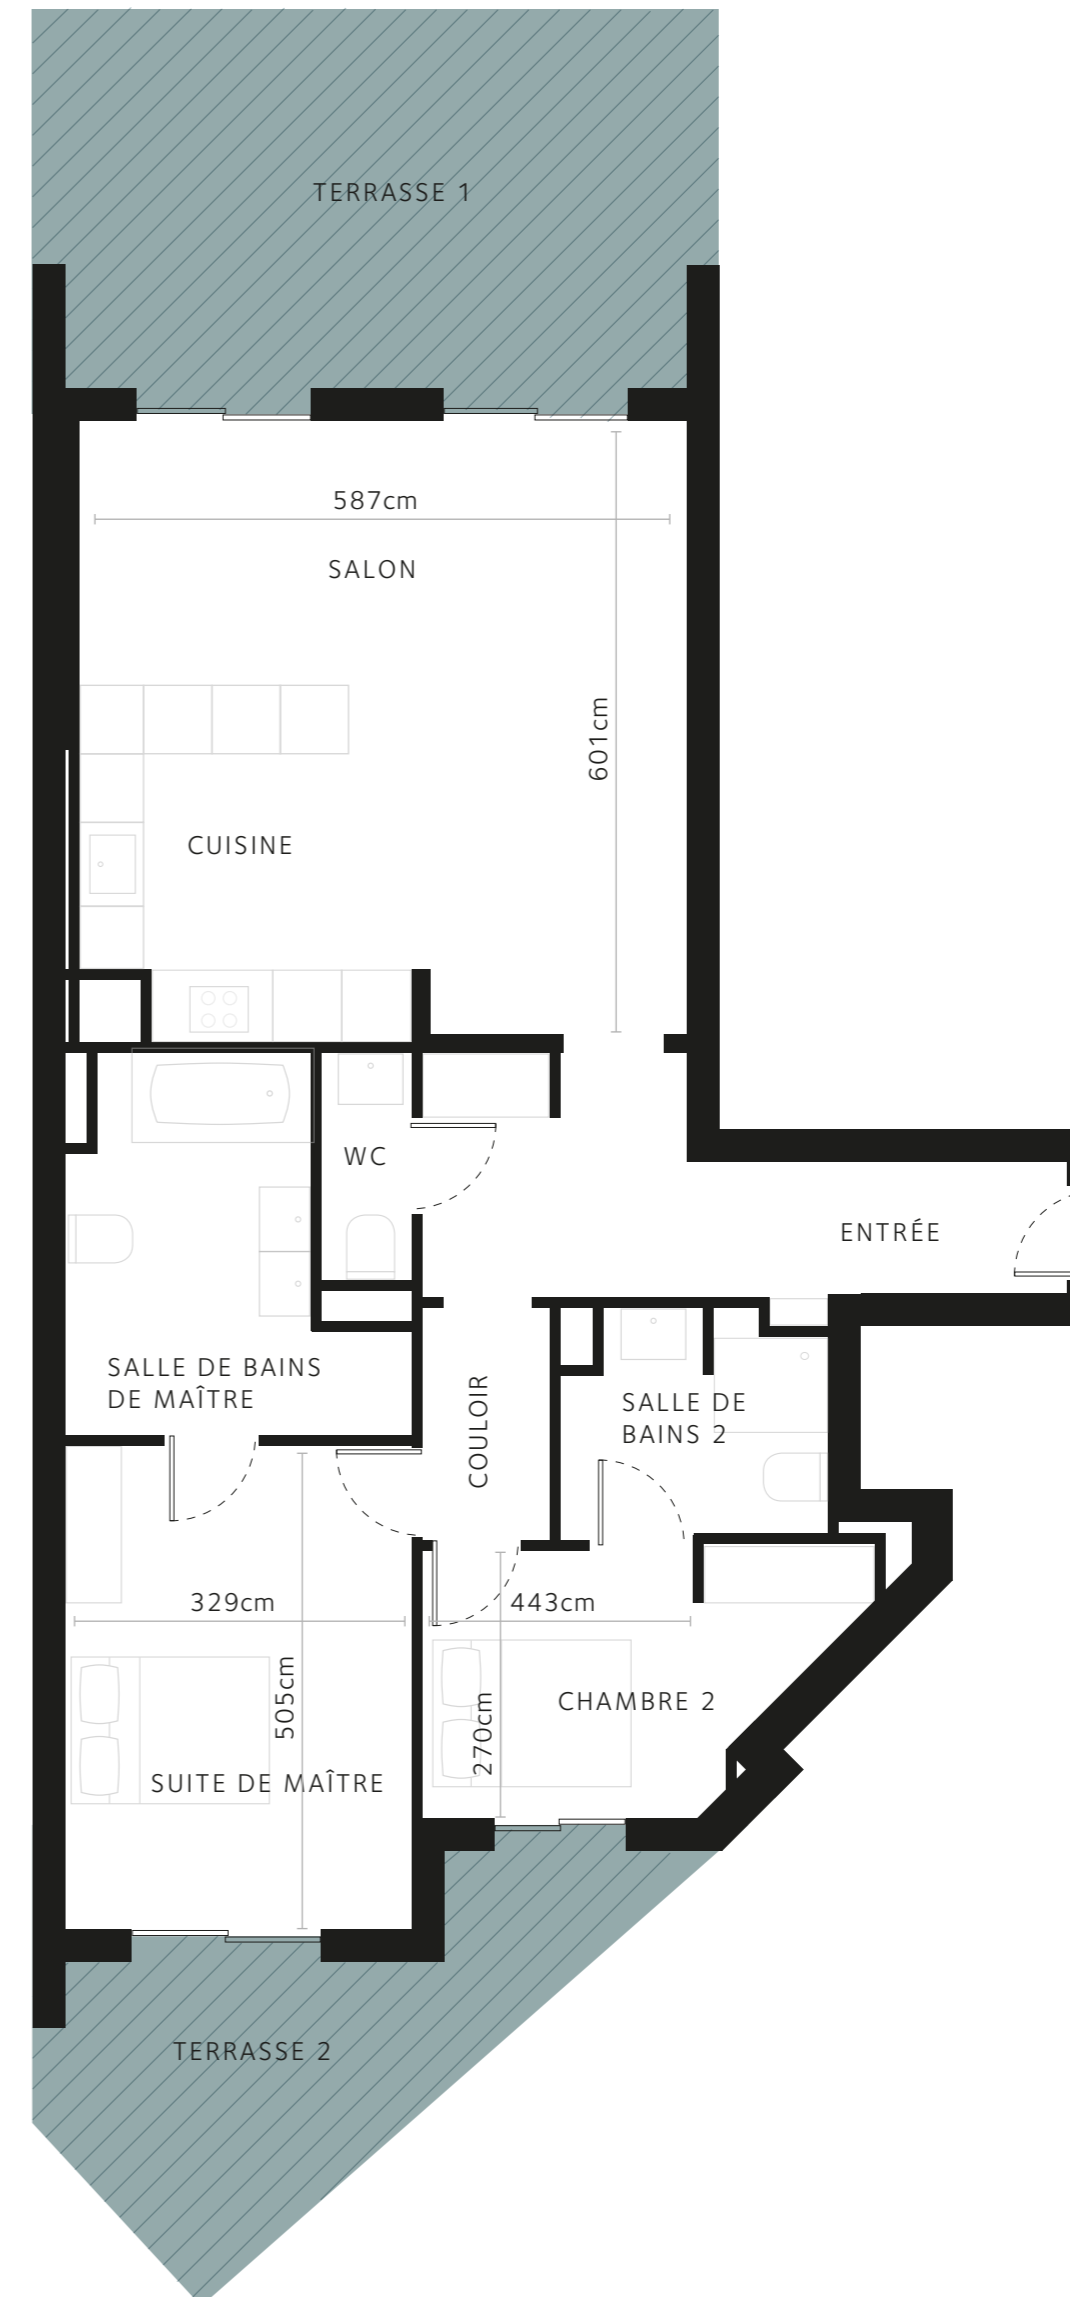 TERRASSE 1
587cm
SALON
601cm
CUISINE
WC
ENTRÉE
SALLE DE BAINS
DE MAÎTRE
COULOIR
SALLE DE
BAINS 2
329cm
443cm
505cm
270cm
CHAMBRE 2
SUITE DE MAÎTRE
TERRASSE 2